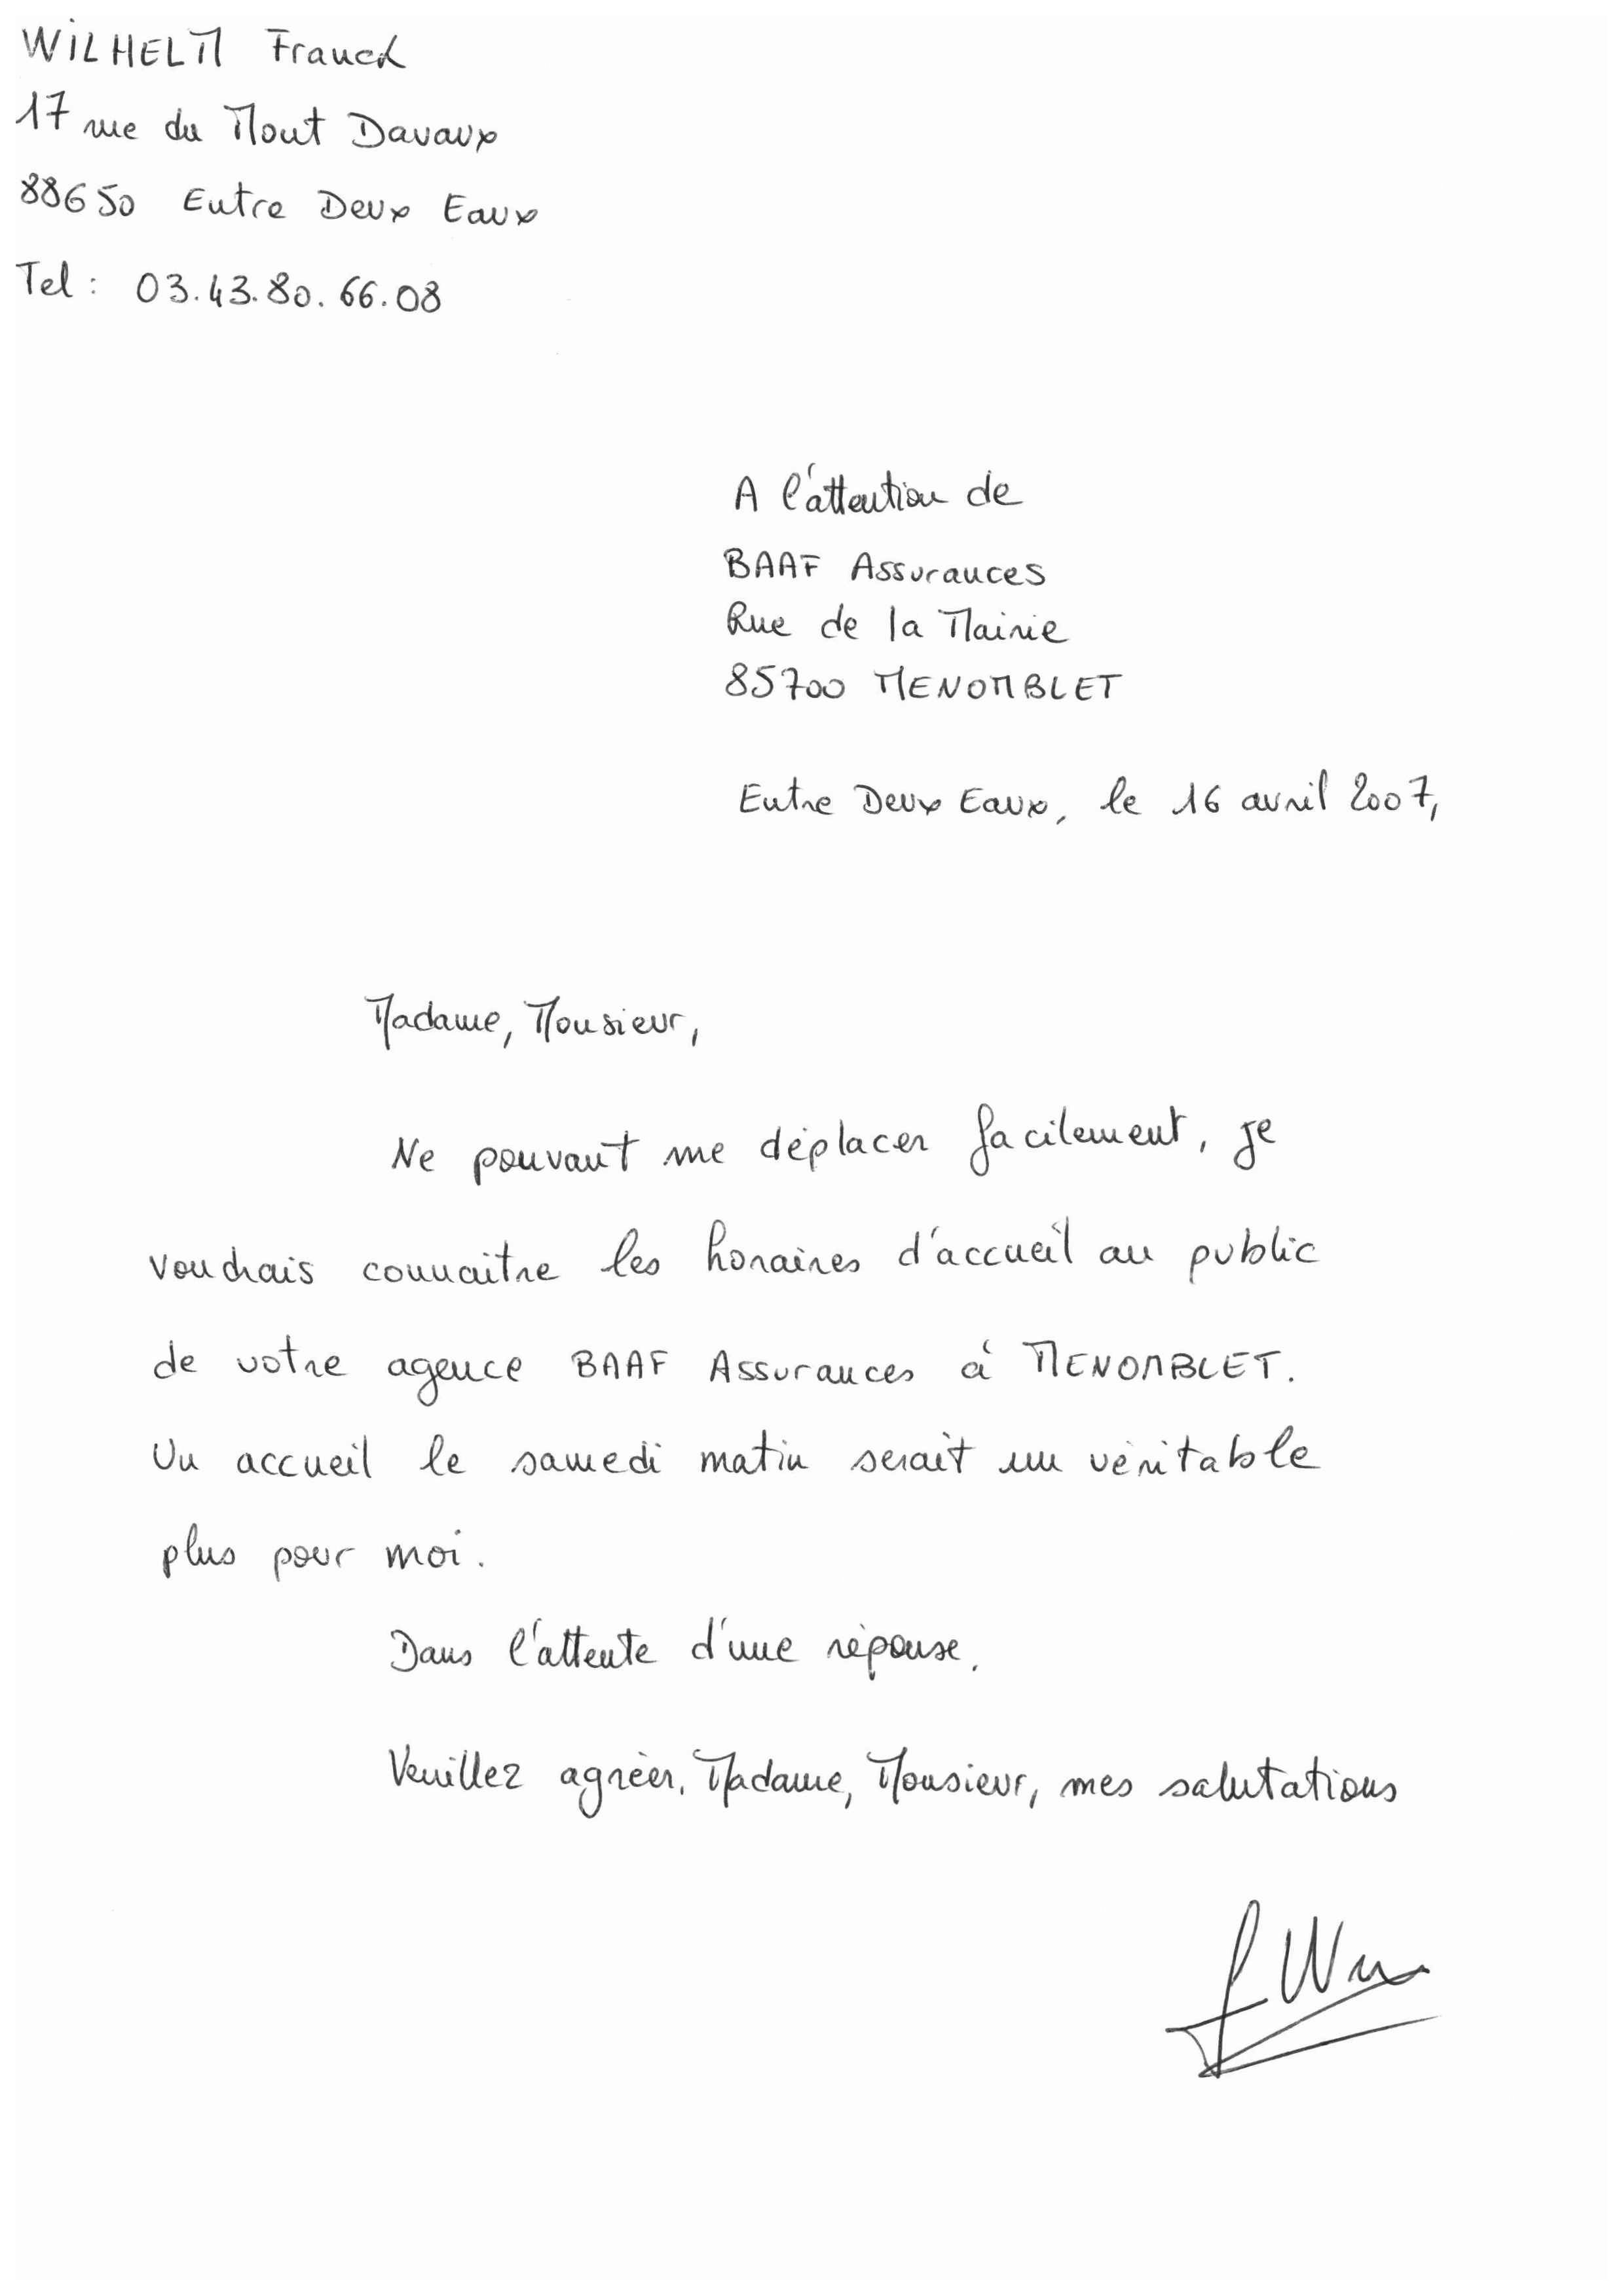 WILHELM Franck
17 rue du Mont Davaux
88650 Entre Deux Eaux
Tel : 03.43.80.66.08
A l'attention de
BAAF Assurances
Rue de la Mairie
85700 MENOMBLET
Entre Deux Eaux, le 16 avril 2007,
Madame, Monsieur,
Ne pouvant me déplacer facilement, je
voudrais connaitre les horaires d'accueil au public
de votre agence BAAF Assurances à MENOMBLET.
Un accueil le samedi matin serait un véritable
plus pour moi.
Dans l'attente d'une réponse.
Veuillez agréer, Madame, Monsieur, mes salutations